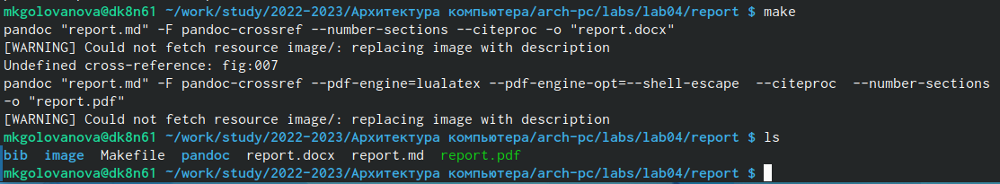 mkgolovanova@dk8n61 ~/work/study/2022-2023/Архитектура компьютера/arch-pc/labs/lab04/report $ make
pandoc "report.md" -F pandoc-crossref --number-sections --citeproc -o "report.docx"
[WARNING] Could not fetch resource image/: replacing image with description
Undefined cross-reference: fig:007
pandoc "report.md" -F pandoc-crossref --pdf-engine=lualatex --pdf-engine-opt=--shell-escape  --citeproc  --number-sections
-o "report.pdf"
[WARNING] Could not fetch resource image/: replacing image with description
mkgolovanova@dk8n61 ~/work/study/2022-2023/Архитектура компьютера/arch-pc/labs/lab04/report $ ls
bib  image  Makefile  pandoc  report.docx  report.md  report.pdf
mkgolovanova@dk8n61 ~/work/study/2022-2023/Архитектура компьютера/arch-pc/labs/lab04/report $